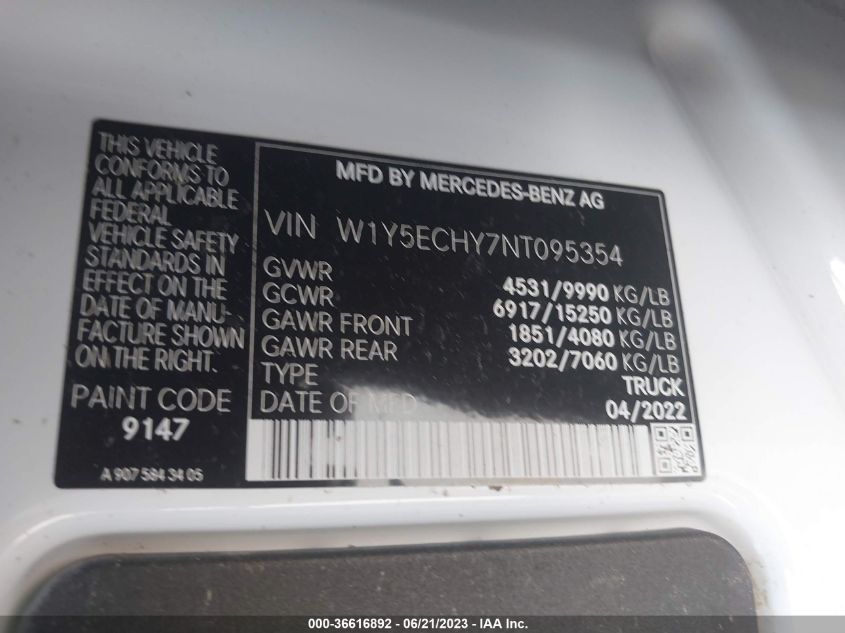 THIS VEHICLE
CONFORMS TO
ALL APPLICABLE
FEDERAL
VEHICLE SAFETY
STANDARDS IN
EFFECT ON THE
DATE OF MANU-
FACTURE SHOWN
ON THE RIGHT.
PAINT CODE
9147
A 907 584 34 05
MFD BY MERCEDES-BENZ AG
VIN W1Y5ECHY7NT095354
GVWR 4531/9990 KG/LB
GCWR 6917/15250 KG/LB
GAWR FRONT 1851/4080 KG/LB
GAWR REAR 3202/7060 KG/LB
TYPE TRUCK
DATE OF MFD 04/2022
000-36616892 - 06/21/2023 - IAA Inc.